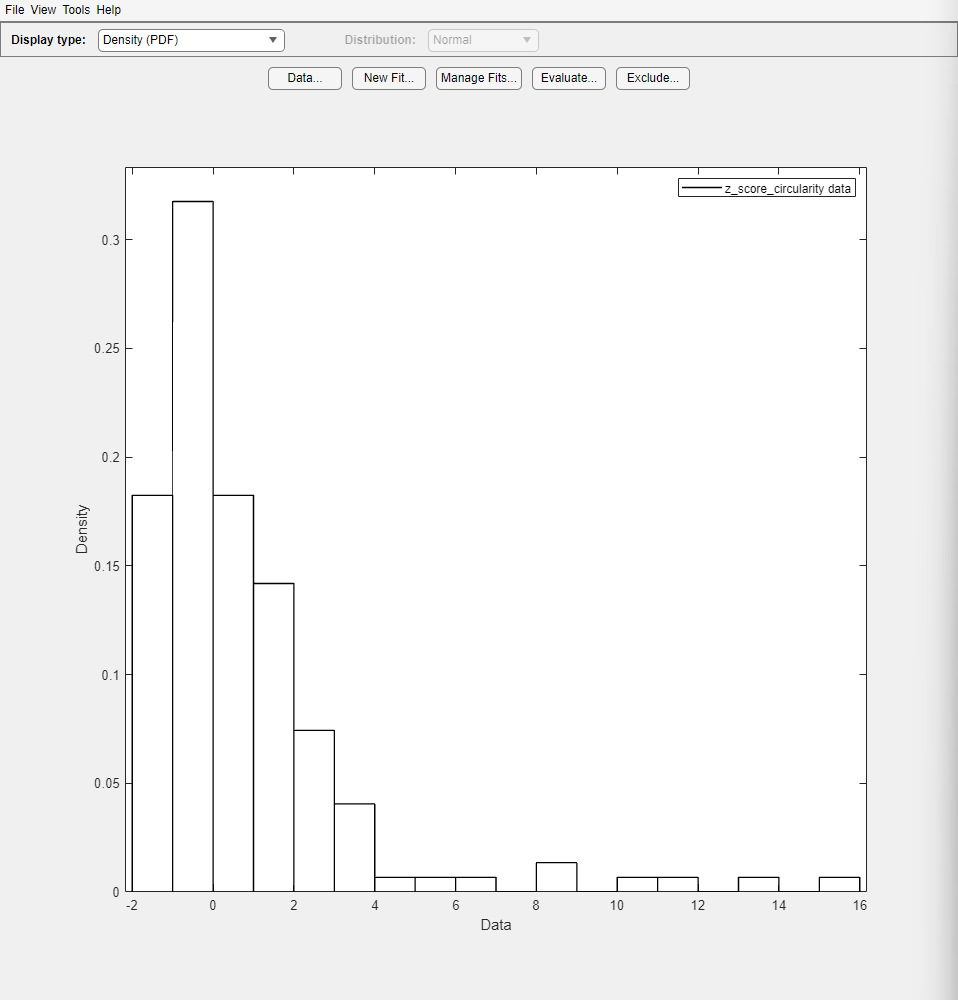 File View Tools Help
Display type: Density (PDF) Distribution: Normal
Data... New Fit... Manage Fits... Evaluate... Exclude...
z_score_circularity data
0.3
0.25
0.2
0.15
0.1
0.05
0
Density
-2 0 2 4 6 8 10 12 14 16
Data